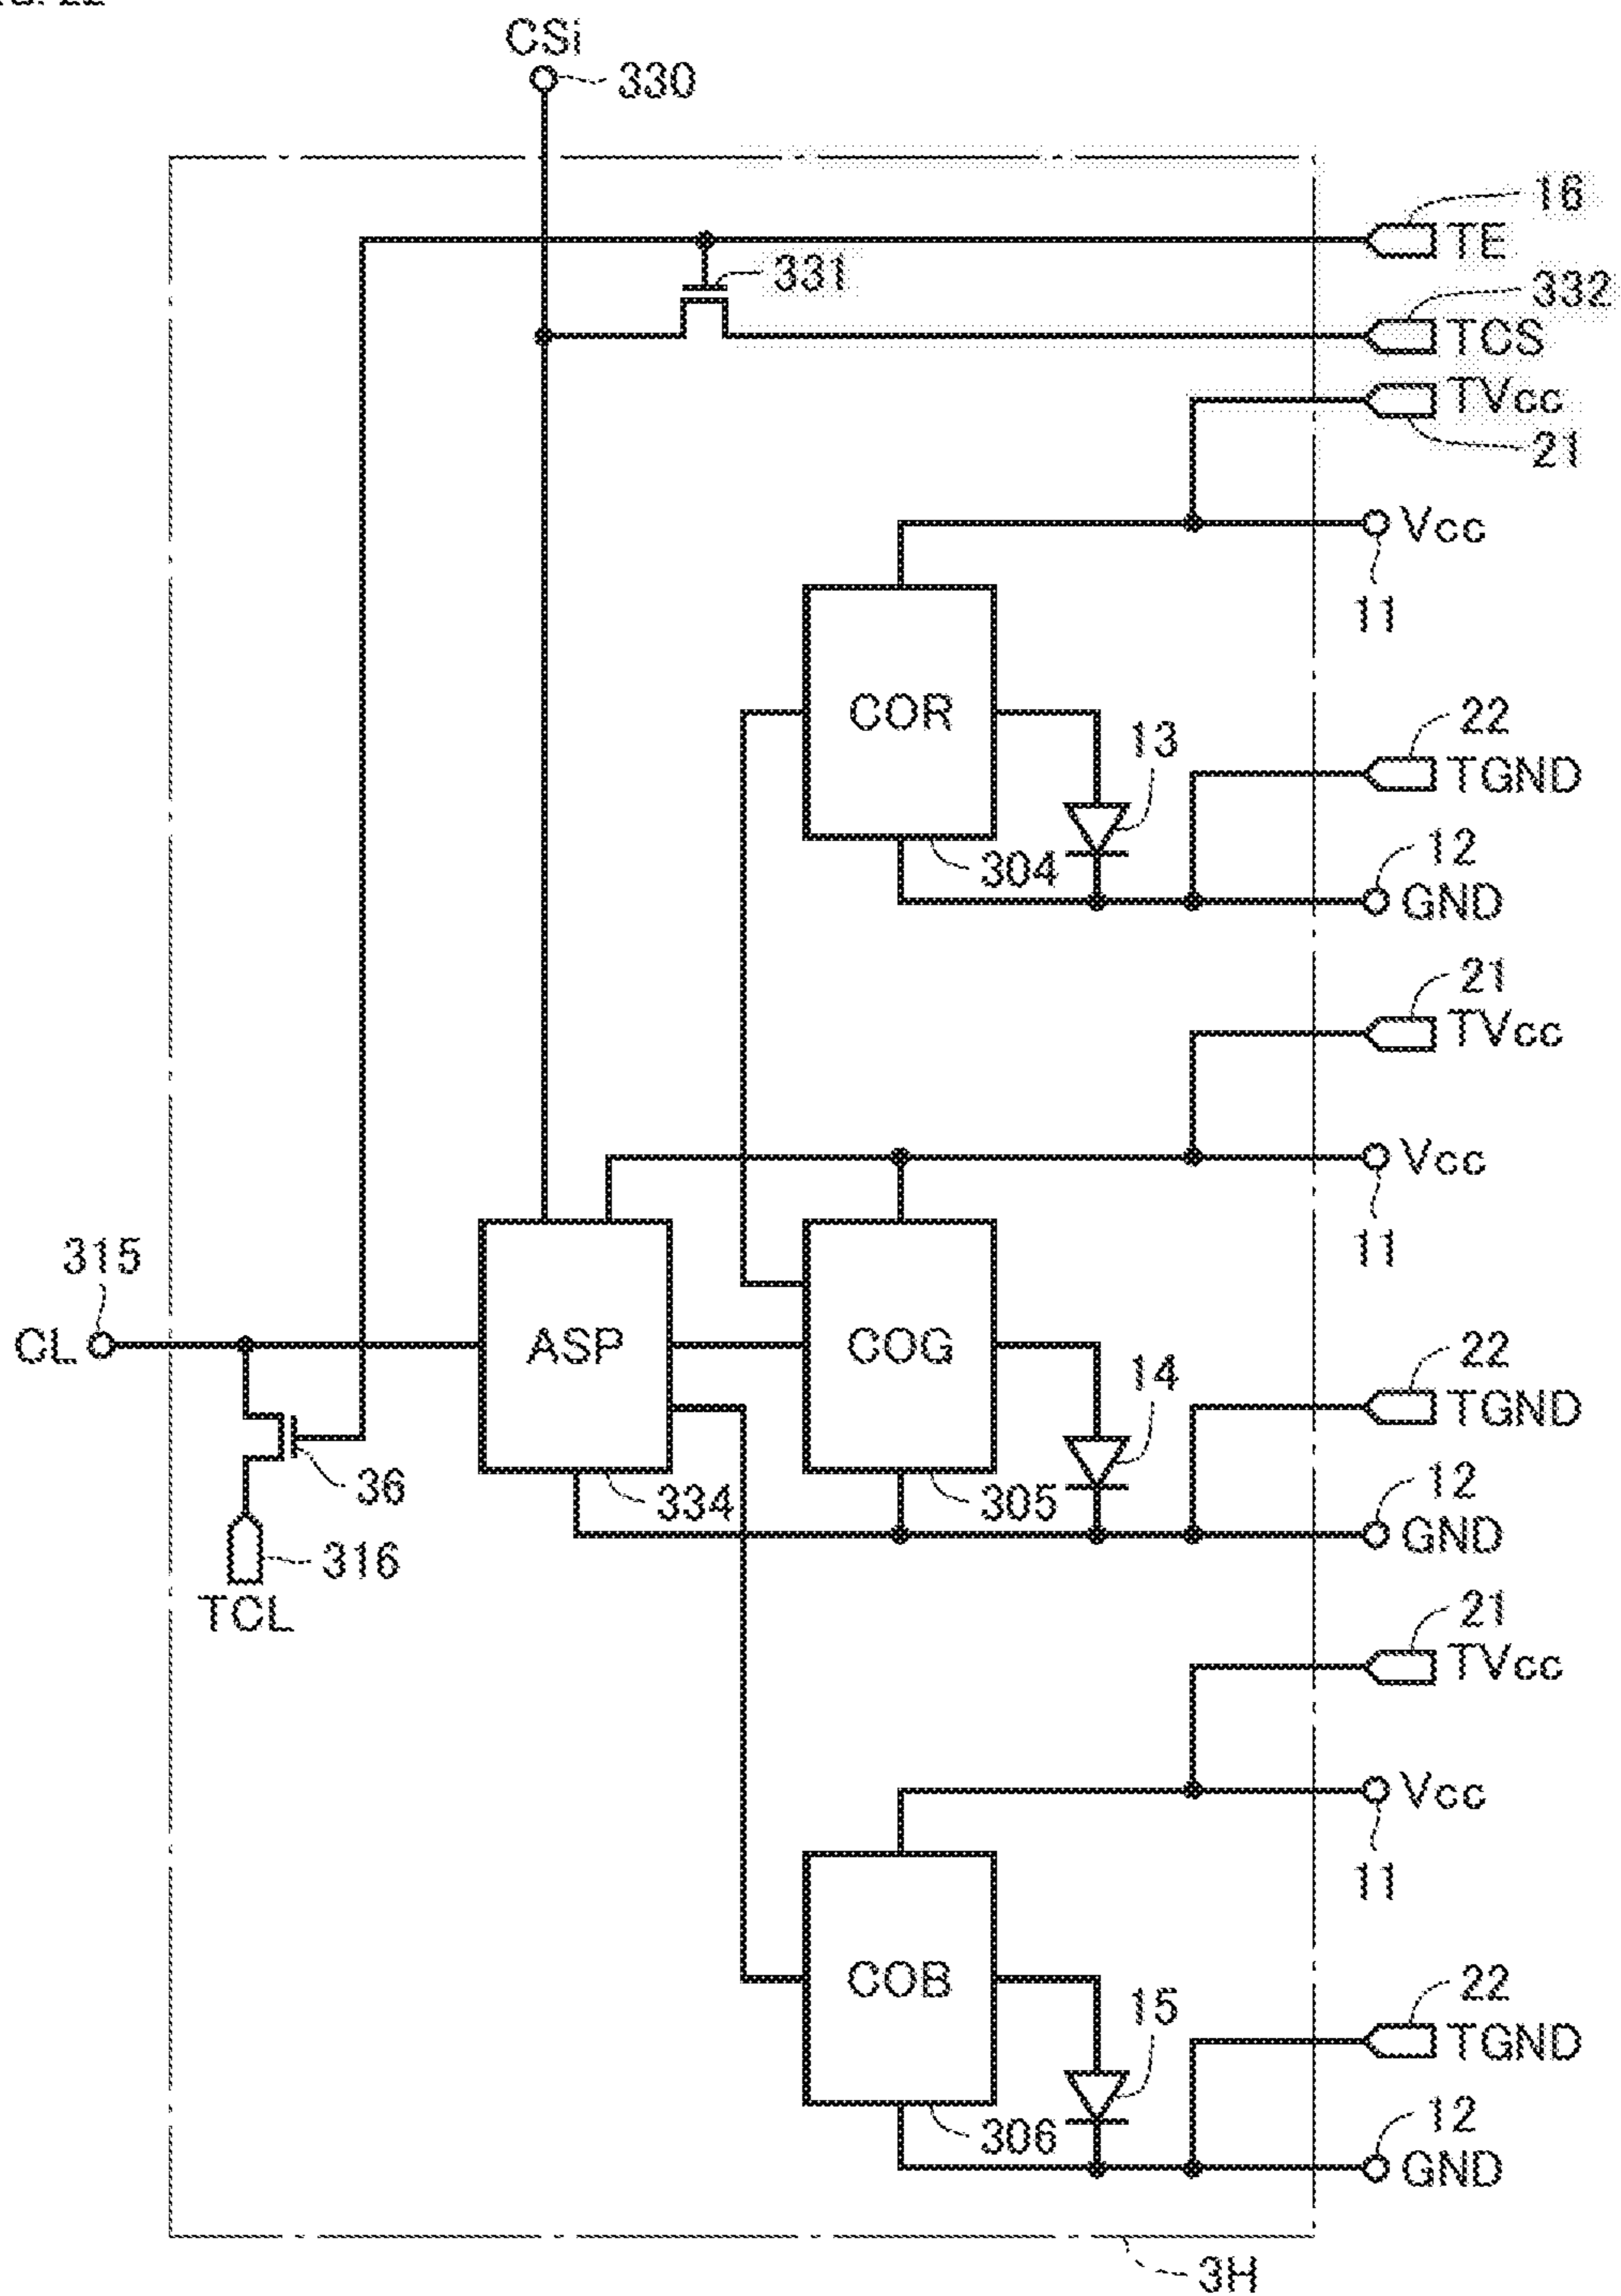 CSi
330
16
TE
331
332
TCS
TVcc
21
Vcc
11
COR
22
TGND
13
304
12
GND
21
TVcc
Vcc
11
315
CL
ASP
COG
22
TGND
14
36
334
305
12
GND
316
TCL
21
TVcc
Vcc
11
COB
22
TGND
15
306
12
GND
3H